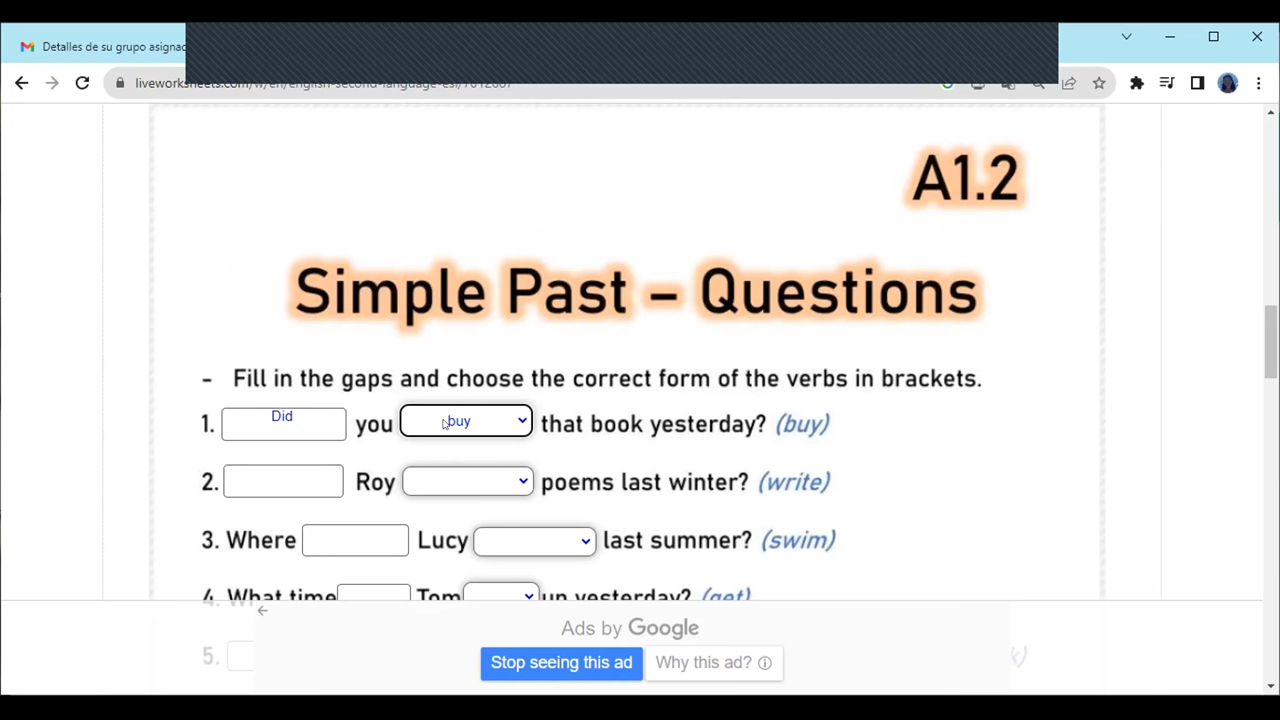 Detalles de su grupo asignac
liveworksheets.com/w/en/english-second-language-esl/7612607
A1.2
Simple Past – Questions
- Fill in the gaps and choose the correct form of the verbs in brackets.
1. Did you buy that book yesterday? (buy)
2. Roy poems last winter? (write)
3. Where Lucy last summer? (swim)
4. What time Tom up yesterday? (get)
5.
Ads by Google
Stop seeing this ad Why this ad?